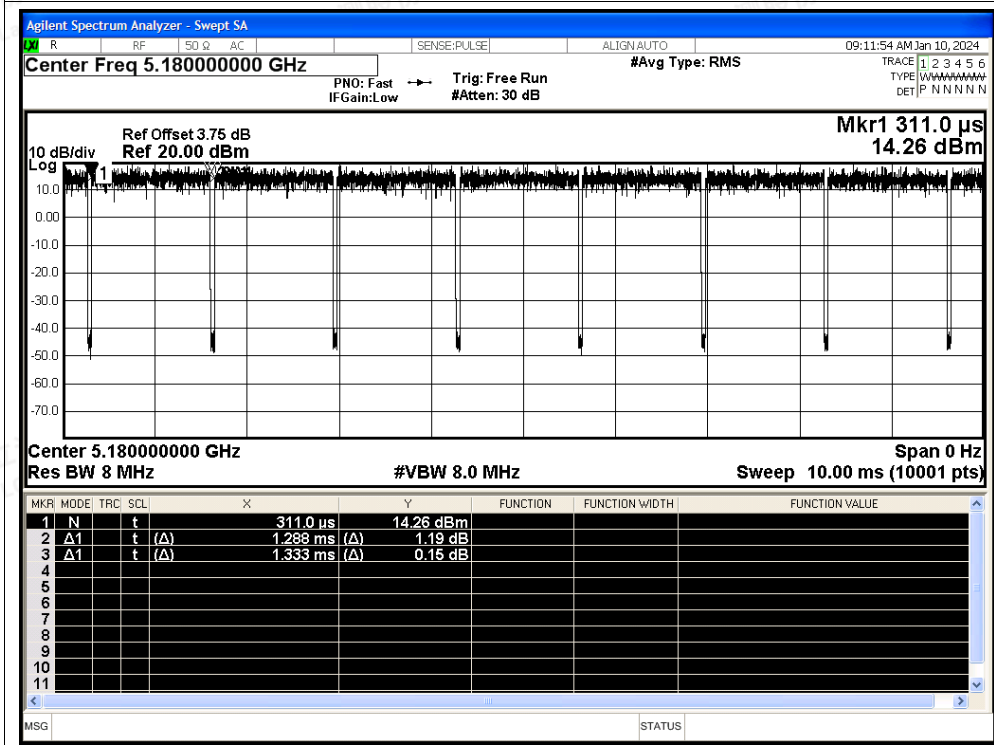 Agilent Spectrum Analyzer - Swept SA
LXI R RF 50 Ω AC SENSE:PULSE ALIGN AUTO 09:11:54 AM Jan 10, 2024
Center Freq 5.180000000 GHz #Avg Type: RMS TRACE 1 2 3 4 5 6
PNO: Fast Trig: Free Run TYPE WWWWWW
IFGain:Low #Atten: 30 dB DET P N N N N N
Mkr1 311.0 µs
Ref Offset 3.75 dB
10 dB/div Ref 20.00 dBm 14.26 dBm
Log
1
10.0
0.00
-10.0
-20.0
-30.0
-40.0
-50.0
-60.0
-70.0
Center 5.180000000 GHz Span 0 Hz
Res BW 8 MHz #VBW 8.0 MHz Sweep 10.00 ms (10001 pts)
MKR MODE TRC SCL X Y FUNCTION FUNCTION WIDTH FUNCTION VALUE
1 N t 311.0 µs 14.26 dBm
2 Δ1 t (Δ) 1.288 ms (Δ) 1.19 dB
3 Δ1 t (Δ) 1.333 ms (Δ) 0.15 dB
4
5
6
7
8
9
10
11
MSG STATUS